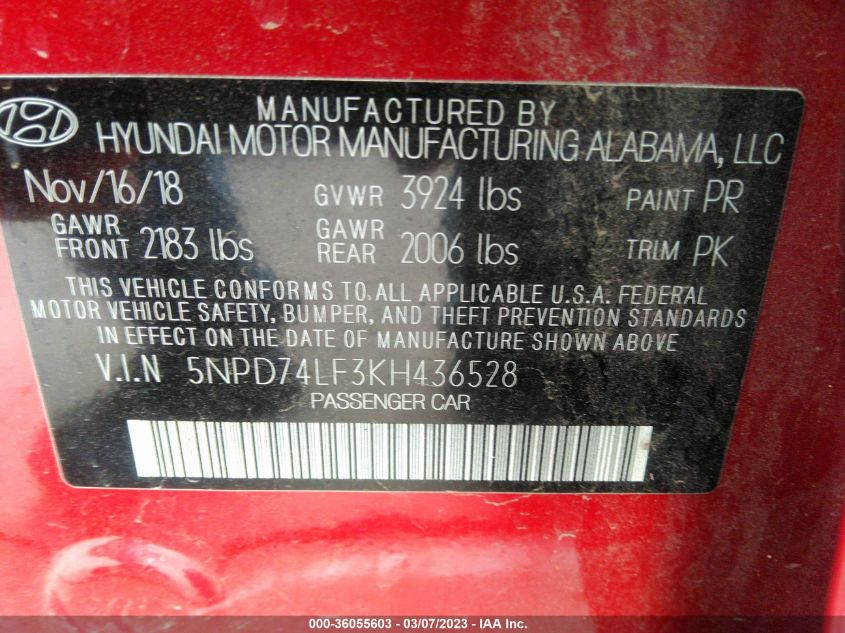 MANUFACTURED BY
HYUNDAI MOTOR MANUFACTURING ALABAMA, LLC
Nov/16/18 GVWR 3924 lbs PAINT PR
GAWR FRONT 2183 lbs GAWR REAR 2006 lbs TRIM PK
THIS VEHICLE CONFORMS TO ALL APPLICABLE U.S.A. FEDERAL
MOTOR VEHICLE SAFETY, BUMPER, AND THEFT PREVENTION STANDARDS
IN EFFECT ON THE DATE OF MANUFACTURE SHOWN ABOVE.
V.I.N 5NPD74LF3KH436528
PASSENGER CAR
000-36055603 - 03/07/2023 - IAA, Inc.